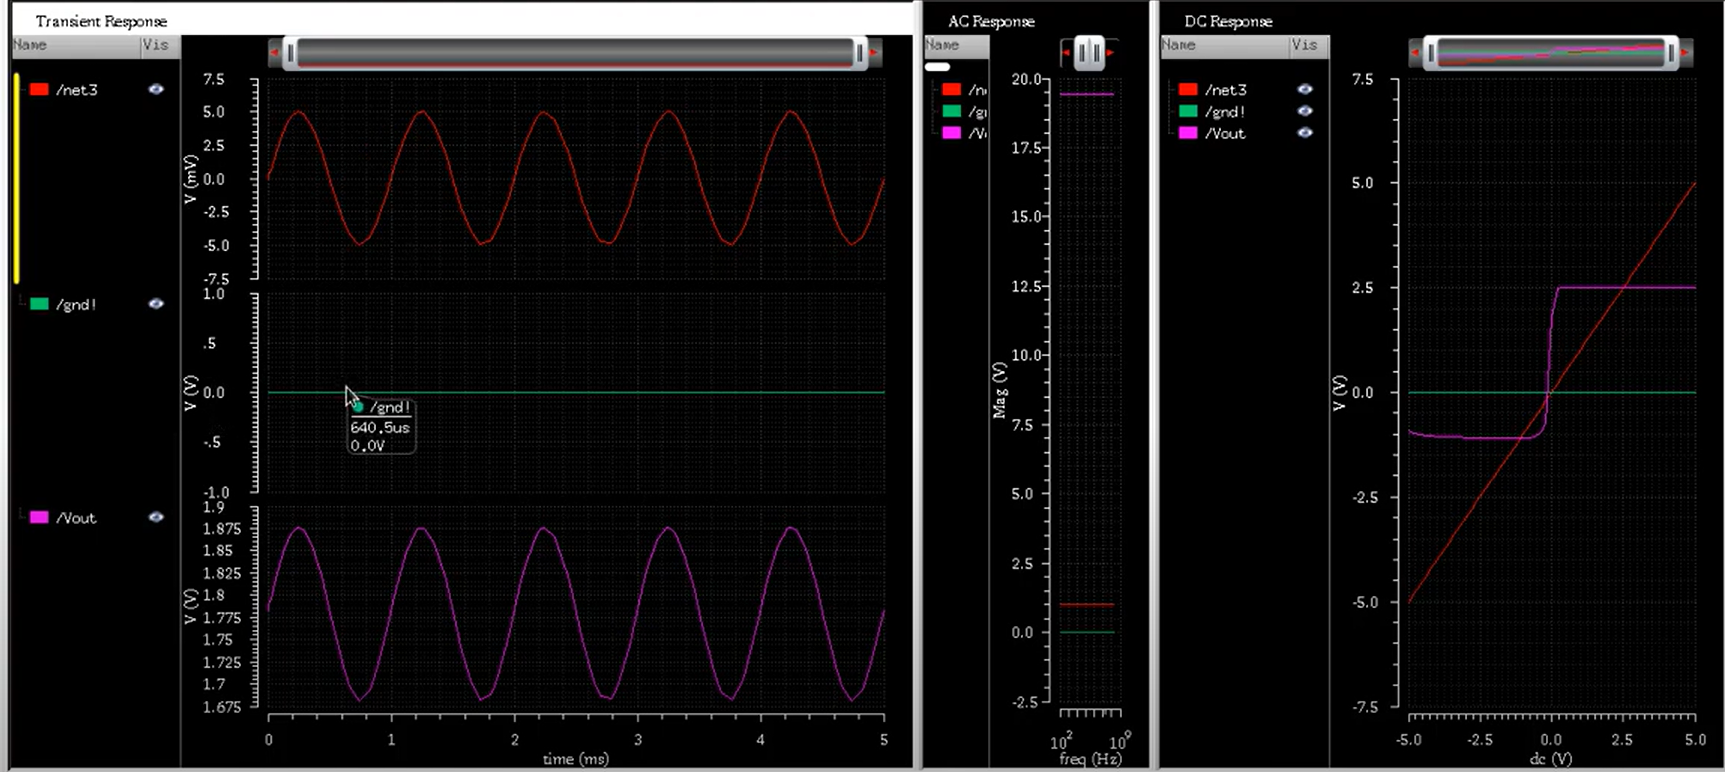 Transient Response
Name Vis
/net3
/gnd!
/Vout
7.5
5.0
2.5
0.0
-2.5
-5.0
-7.5
V (mV)
1.0
.5
0.0
-.5
-1.0
V (V)
/gnd!
640.5us
0.0V
1.9
1.875
1.85
1.825
1.8
1.775
1.75
1.725
1.7
1.675
V (V)
0 1 2 3 4 5
time (ms)
AC Response
Name
/n
/g
/V
20.0
17.5
15.0
12.5
10.0
7.5
5.0
2.5
0.0
-2.5
Mag (V)
10² 10⁹
freq (Hz)
DC Response
Name Vis
/net3
/gnd!
/Vout
7.5
5.0
2.5
0.0
-2.5
-5.0
-7.5
V (V)
-5.0 -2.5 0.0 2.5 5.0
dc (V)